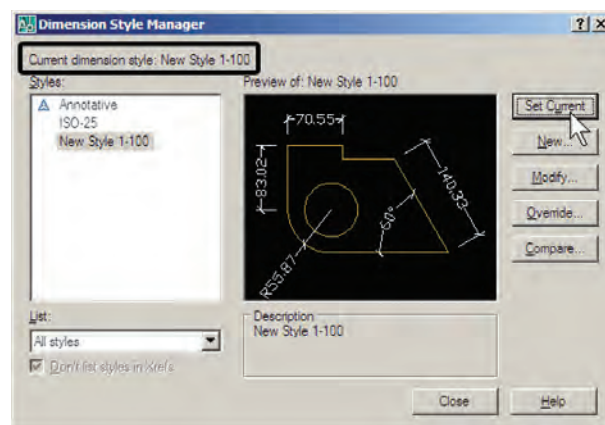 Dimension Style Manager
Current dimension style: New Style 1-100
Styles:
Annotative
ISO-25
New Style 1-100
Preview of: New Style 1-100
70.55
83.02
140.33
60°
R55.87
Set Current
New...
Modify...
Override...
Compare...
List:
All styles
Don't list styles in Xrefs
Description
New Style 1-100
Close
Help